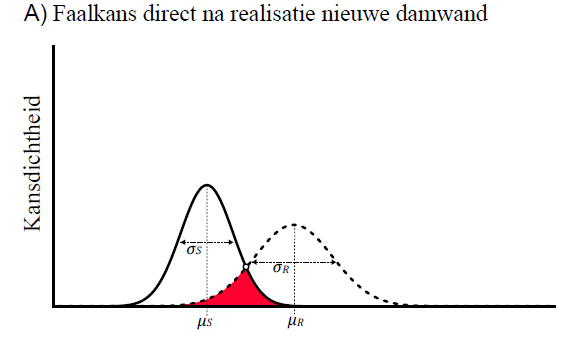 A) Faalkans direct na realisatie nieuwe damwand
Kansdichtheid
σS
σR
μS
μR